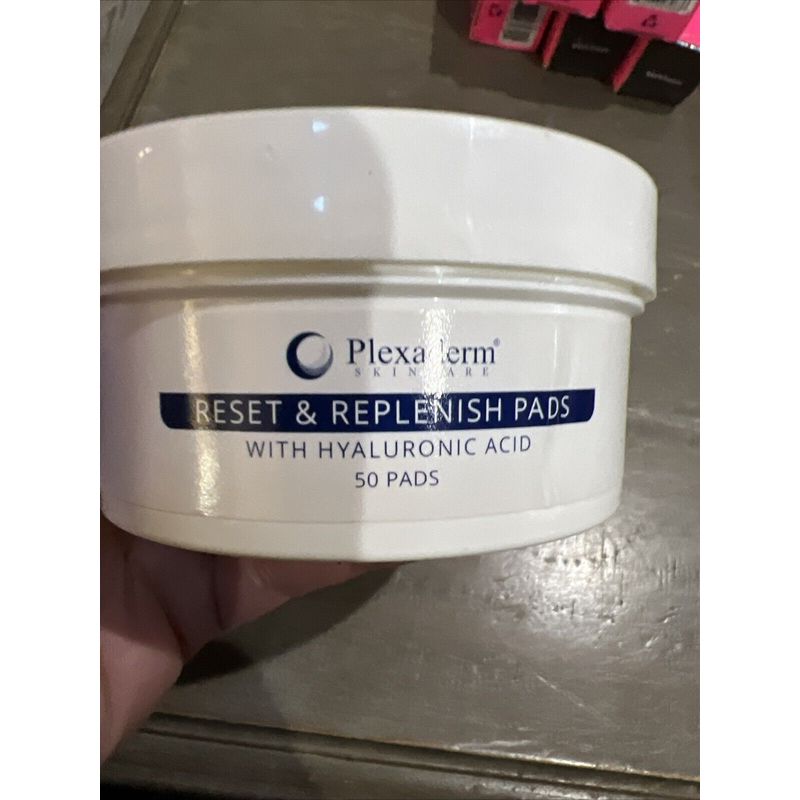 Plexaderm®
SKINCARE
RESET & REPLENISH PADS
WITH HYALURONIC ACID
50 PADS